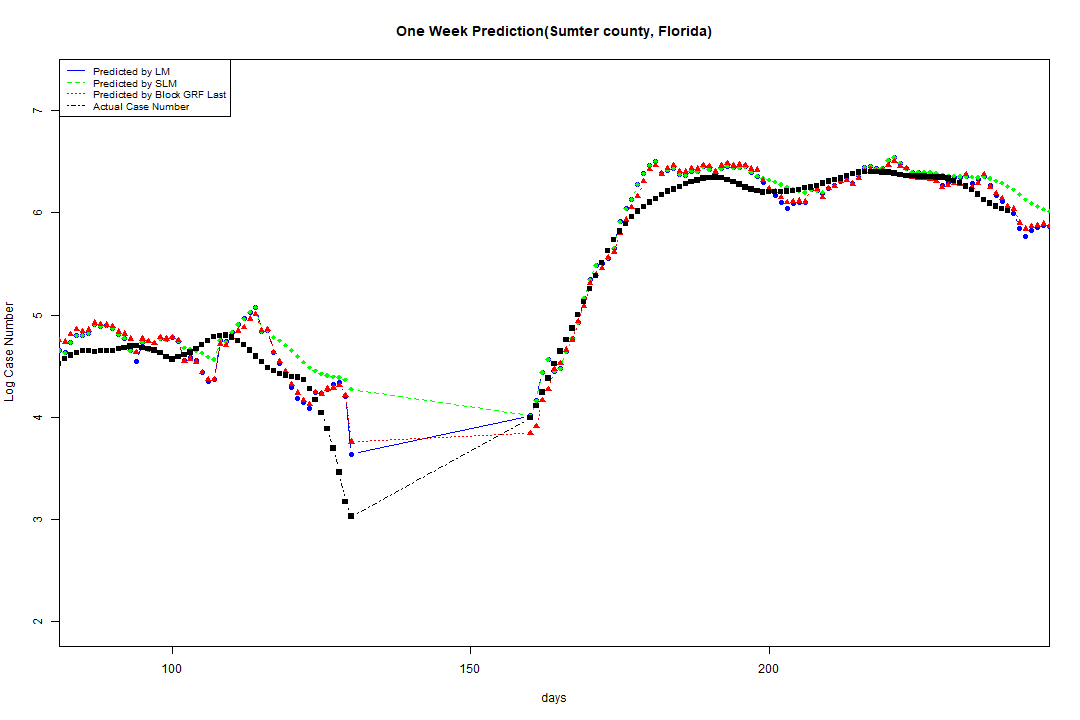 One Week Prediction(Sumter county, Florida)
Predicted by LM
Predicted by SLM
Predicted by Block GRF Last
Actual Case Number
7
6
5
4
3
2
Log Case Number
100 150 200
days